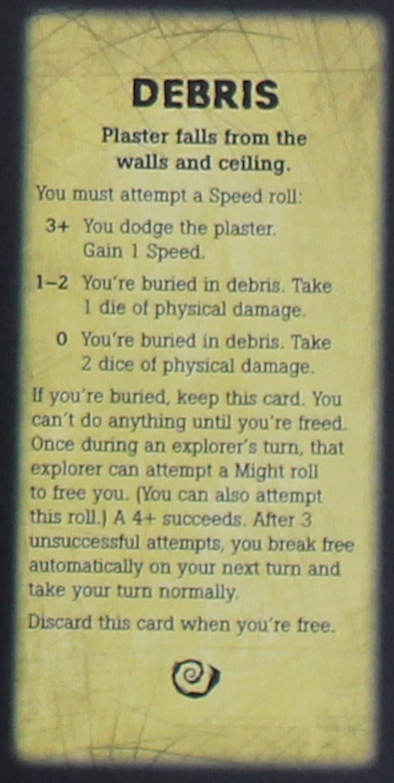 DEBRIS
Plaster falls from the
walls and ceiling.
You must attempt a Speed roll:
3+ You dodge the plaster.
Gain 1 Speed.
1–2 You're buried in debris. Take
1 die of physical damage.
0 You're buried in debris. Take
2 dice of physical damage.
If you're buried, keep this card. You
can't do anything until you're freed.
Once during an explorer's turn, that
explorer can attempt a Might roll
to free you. (You can also attempt
this roll.) A 4+ succeeds. After 3
unsuccessful attempts, you break free
automatically on your next turn and
take your turn normally.
Discard this card when you're free.